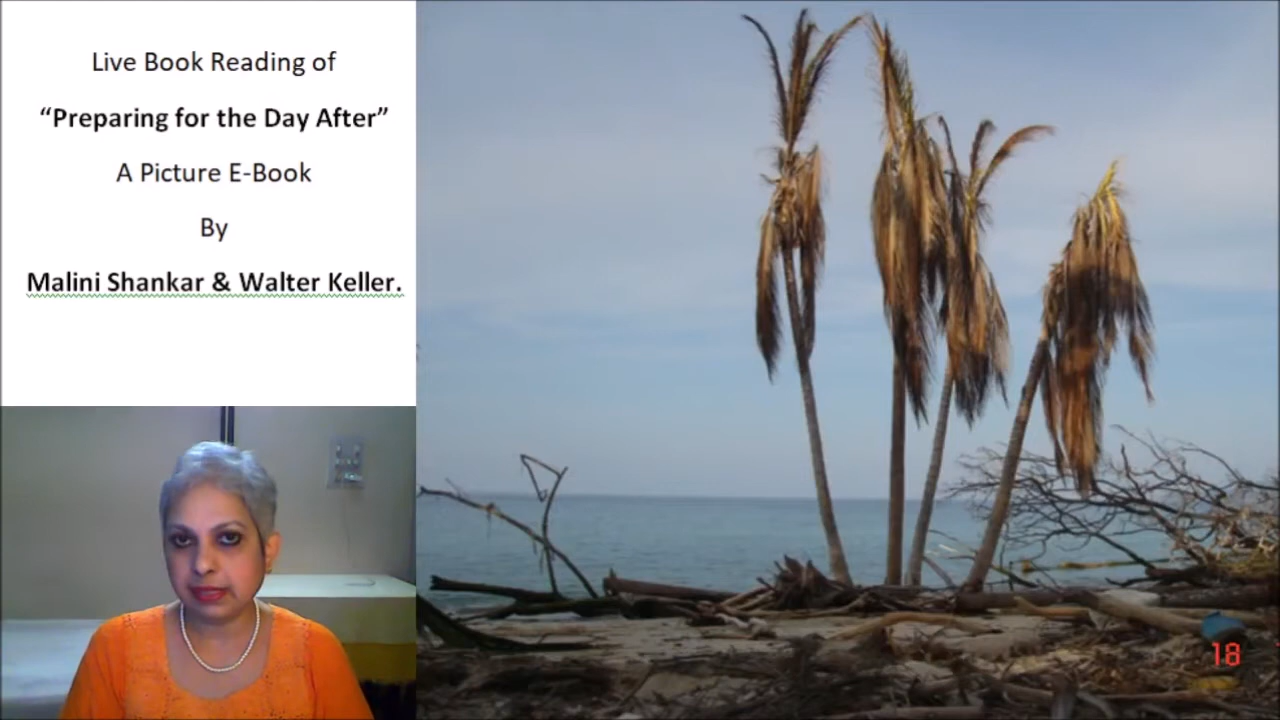 Live Book Reading of
“Preparing for the Day After”
A Picture E-Book
By
Malini Shankar & Walter Keller.
18